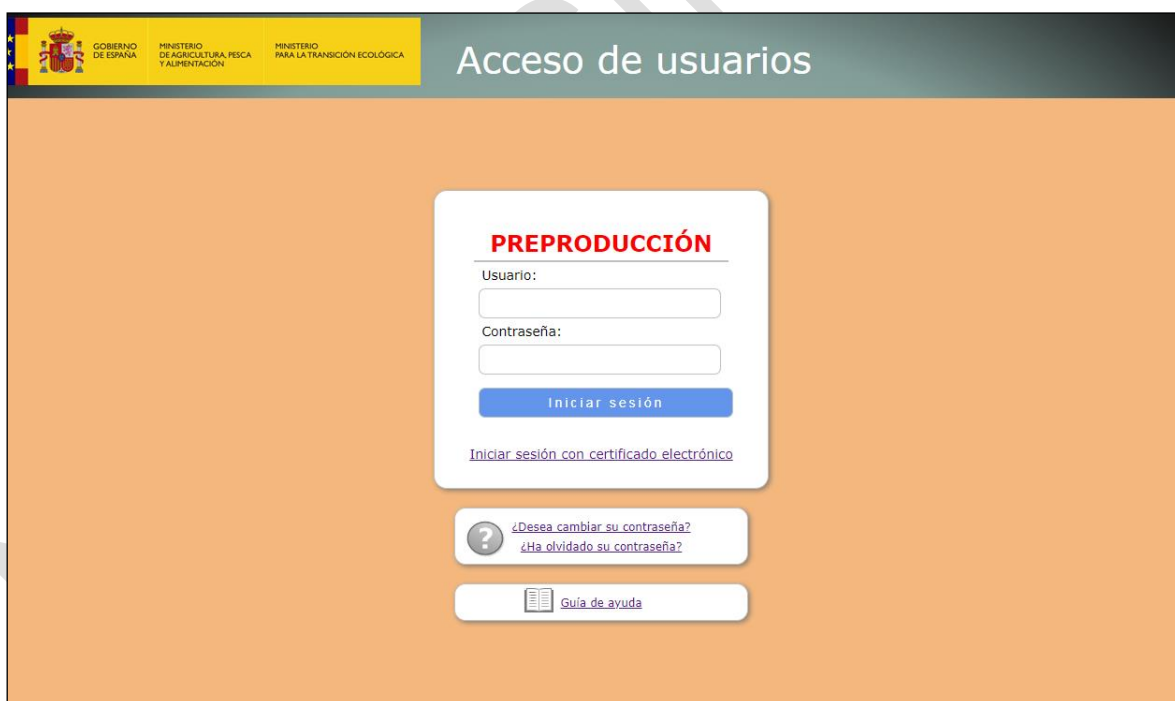 GOBIERNO
DE ESPAÑA
MINISTERIO
DE AGRICULTURA, PESCA
Y ALIMENTACIÓN
MINISTERIO
PARA LA TRANSICIÓN ECOLÓGICA
Acceso de usuarios
PREPRODUCCIÓN
Usuario:
Contraseña:
Iniciar sesión
Iniciar sesión con certificado electrónico
¿Desea cambiar su contraseña?
¿Ha olvidado su contraseña?
Guía de ayuda